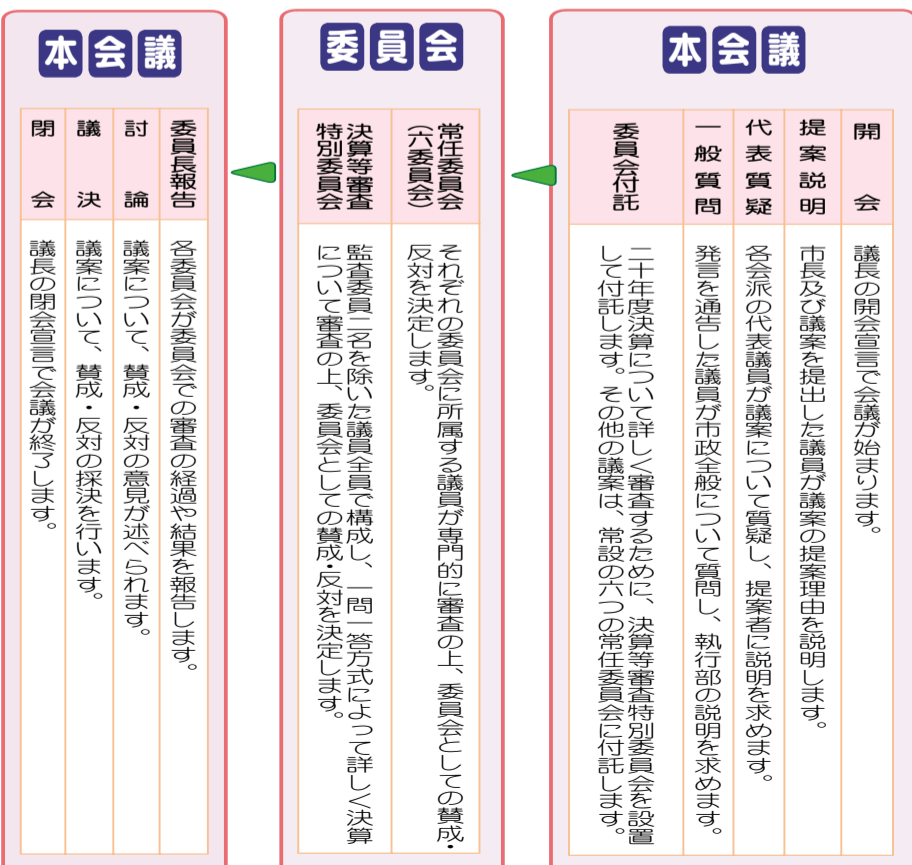 本会議
開会
議長の開会宣言で会議が始まります。
提案説明
市長及び議案を提出した議員が議案の提案理由を説明します。
代表質疑
各会派の代表議員が議案について質疑し、提案者に説明を求めます。
一般質問
発言を通告した議員が市政全般について質問し、執行部の説明を求めます。
委員会付託
二十年度決算について詳しく審査するために、決算等審査特別委員会を設置
して付託します。その他の議案は、常設の六つの常任委員会に付託します。
委員会
常任委員会
（六委員会）
それぞれの委員会に所属する議員が専門的に審査の上、委員会としての賛成・
反対を決定します。
決算等審査
特別委員会
監査委員二名を除いた議員全員で構成し、一問一答方式によって詳しく決算
について審査の上、委員会としての賛成・反対を決定します。
本会議
委員長報告
各委員会が委員会での審査の経過や結果を報告します。
討論
議案について、賛成・反対の意見が述べられます。
議決
議案について、賛成・反対の採決を行います。
閉会
議長の閉会宣言で会議が終了します。